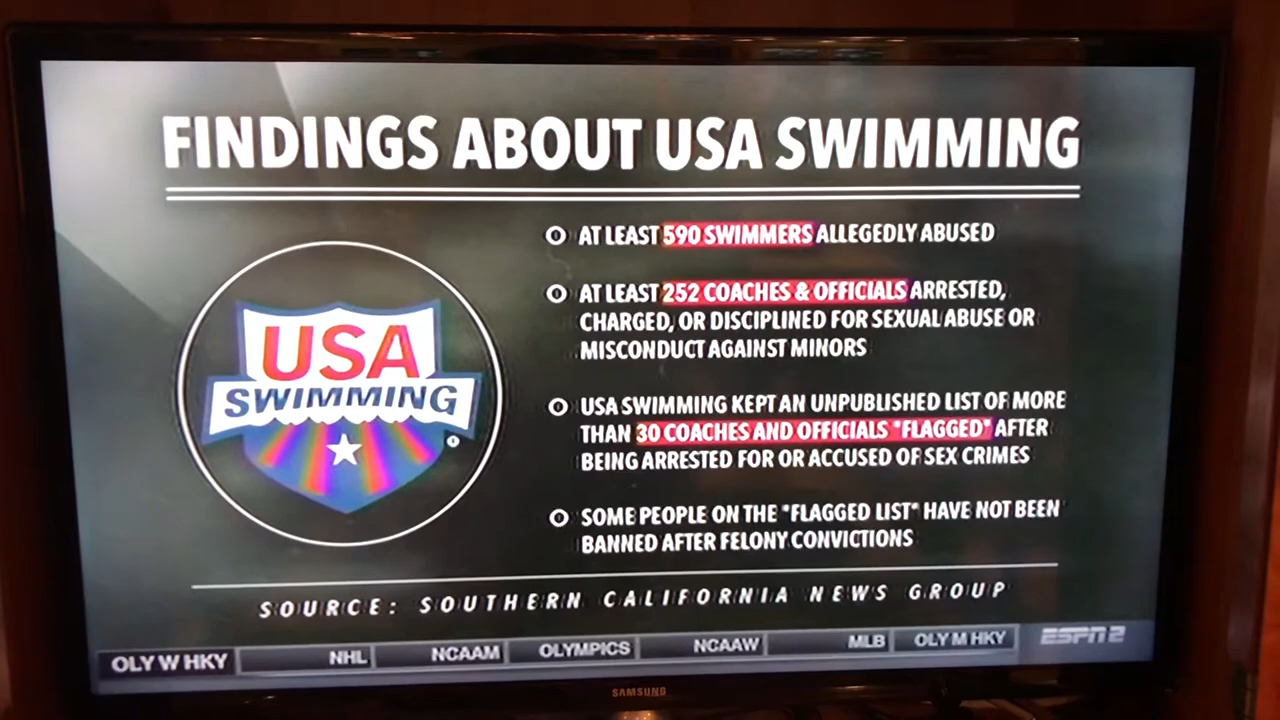 FINDINGS ABOUT USA SWIMMING
AT LEAST 590 SWIMMERS ALLEGEDLY ABUSED
AT LEAST 252 COACHES & OFFICIALS ARRESTED,
CHARGED, OR DISCIPLINED FOR SEXUAL ABUSE OR
MISCONDUCT AGAINST MINORS
USA SWIMMING KEPT AN UNPUBLISHED LIST OF MORE
THAN 30 COACHES AND OFFICIALS "FLAGGED" AFTER
BEING ARRESTED FOR OR ACCUSED OF SEX CRIMES
SOME PEOPLE ON THE "FLAGGED LIST" HAVE NOT BEEN
BANNED AFTER FELONY CONVICTIONS
USA
SWIMMING
SOURCE: SOUTHERN CALIFORNIA NEWS GROUP
OLY W HKY NHL NCAAM OLYMPICS NCAAW MLB OLY M HKY ESPN2
SAMSUNG